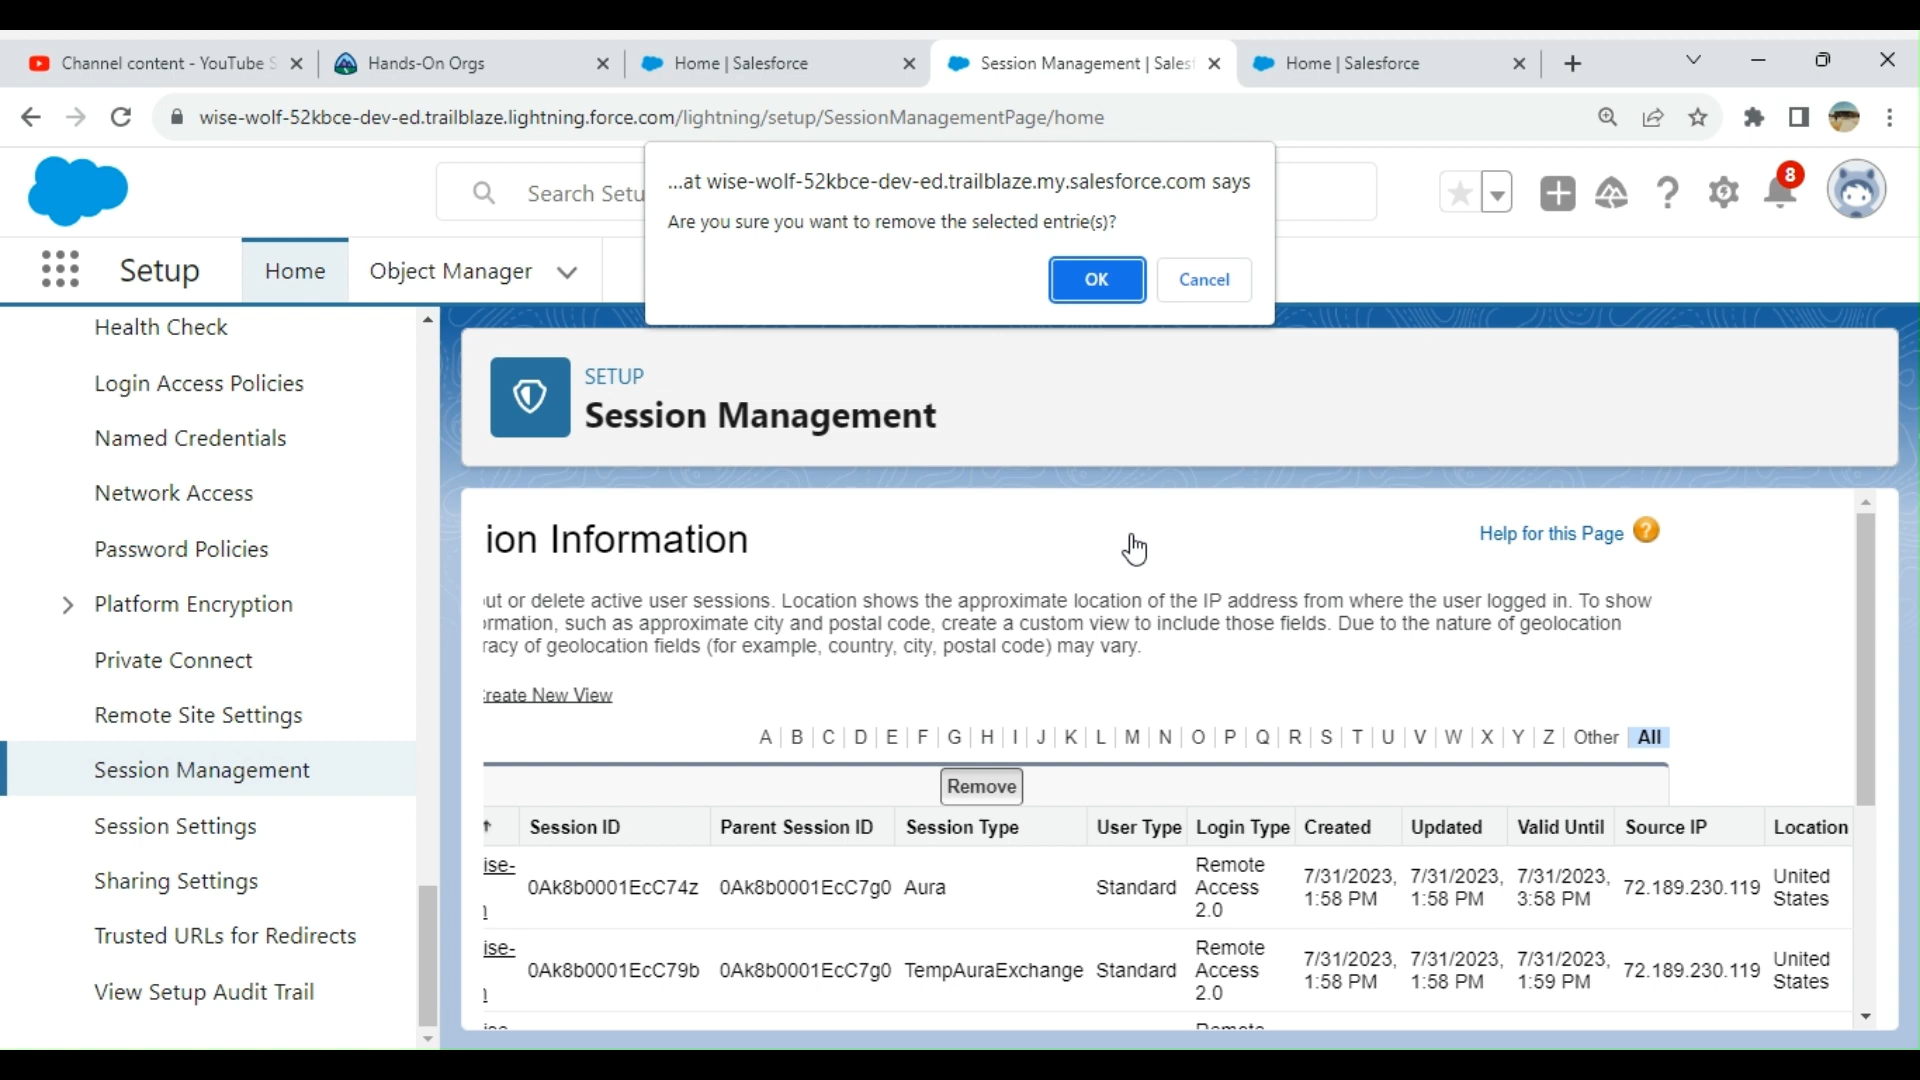 Channel content - YouTube S
Hands-On Orgs
Home | Salesforce
Session Management | Salesf
Home | Salesforce
wise-wolf-52kbce-dev-ed.trailblaze.lightning.force.com/lightning/setup/SessionManagementPage/home
...at wise-wolf-52kbce-dev-ed.trailblaze.my.salesforce.com says
Are you sure you want to remove the selected entrie(s)?
OK
Cancel
Search Setu
8
Setup
Home
Object Manager
Health Check
Login Access Policies
Named Credentials
Network Access
Password Policies
Platform Encryption
Private Connect
Remote Site Settings
Session Management
Session Settings
Sharing Settings
Trusted URLs for Redirects
View Setup Audit Trail
SETUP
Session Management
ion Information
Help for this Page ?
ut or delete active user sessions. Location shows the approximate location of the IP address from where the user logged in. To show
ormation, such as approximate city and postal code, create a custom view to include those fields. Due to the nature of geolocation
racy of geolocation fields (for example, country, city, postal code) may vary.
reate New View
A | B | C | D | E | F | G | H | I | J | K | L | M | N | O | P | Q | R | S | T | U | V | W | X | Y | Z | Other | All
Remove
↑ Session ID Parent Session ID Session Type User Type Login Type Created Updated Valid Until Source IP Location
ise- 0Ak8b0001EcC74z 0Ak8b0001EcC7g0 Aura Standard Remote Access 2.0 7/31/2023, 1:58 PM 7/31/2023, 1:58 PM 7/31/2023, 3:58 PM 72.189.230.119 United States
ise- 0Ak8b0001EcC79b 0Ak8b0001EcC7g0 TempAuraExchange Standard Remote Access 2.0 7/31/2023, 1:58 PM 7/31/2023, 1:58 PM 7/31/2023, 1:59 PM 72.189.230.119 United States